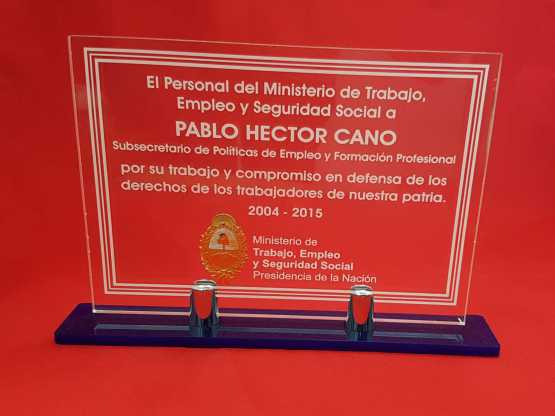 El Personal del Ministerio de Trabajo,
Empleo y Seguridad Social a
PABLO HECTOR CANO
Subsecretario de Políticas de Empleo y Formación Profesional
por su trabajo y compromiso en defensa de los
derechos de los trabajadores de nuestra patria.
2004 - 2015
Ministerio de
Trabajo, Empleo
y Seguridad Social
Presidencia de la Nación